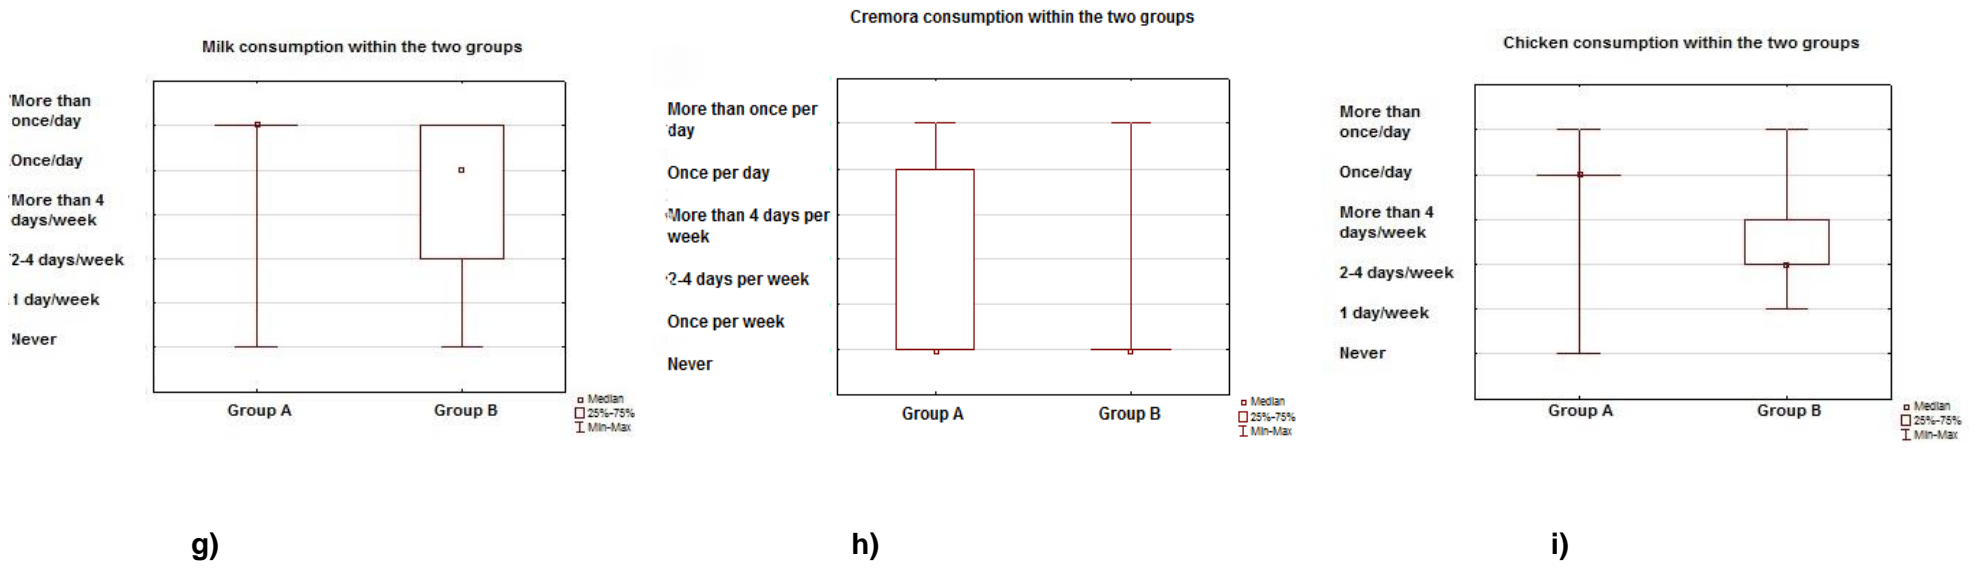 Milk consumption within the two groups
More than
once/day
Once/day
More than 4
days/week
2-4 days/week
1 day/week
Never
Group A
Group B
Median
25%-75%
Min-Max
g)
Cremora consumption within the two groups
More than once per
day
Once per day
More than 4 days per
week
2-4 days per week
Once per week
Never
Group A
Group B
Median
25%-75%
Min-Max
h)
Chicken consumption within the two groups
More than
once/day
Once/day
More than 4
days/week
2-4 days/week
1 day/week
Never
Group A
Group B
Median
25%-75%
Min-Max
i)